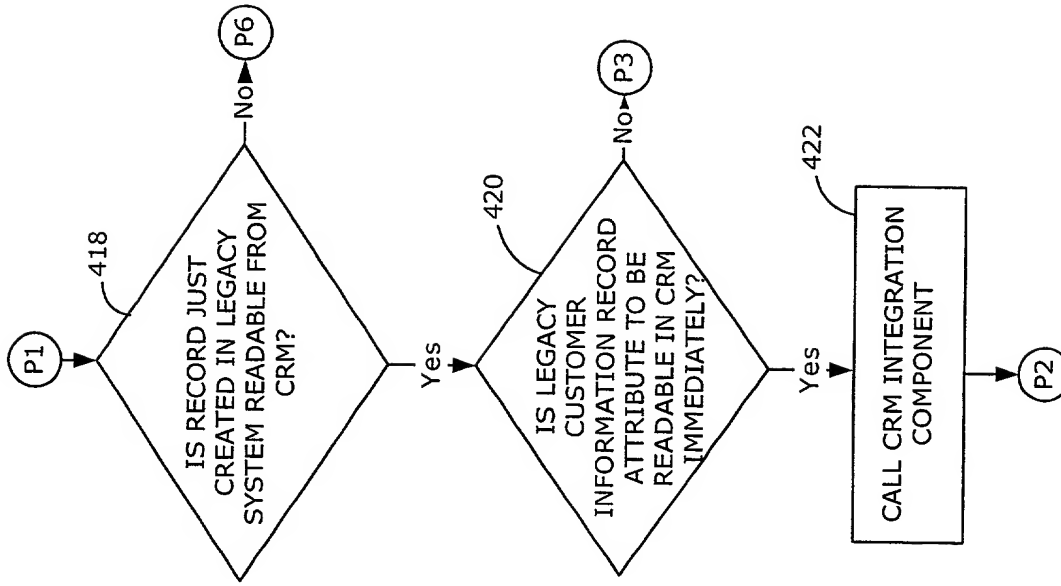 P1
418
IS RECORD JUST
CREATED IN LEGACY
SYSTEM READABLE FROM
CRM?
No
P6
Yes
420
IS LEGACY
CUSTOMER
INFORMATION RECORD
ATTRIBUTE TO BE
READABLE IN CRM
IMMEDIATELY?
No
P3
Yes
422
CALL CRM INTEGRATION
COMPONENT
P2